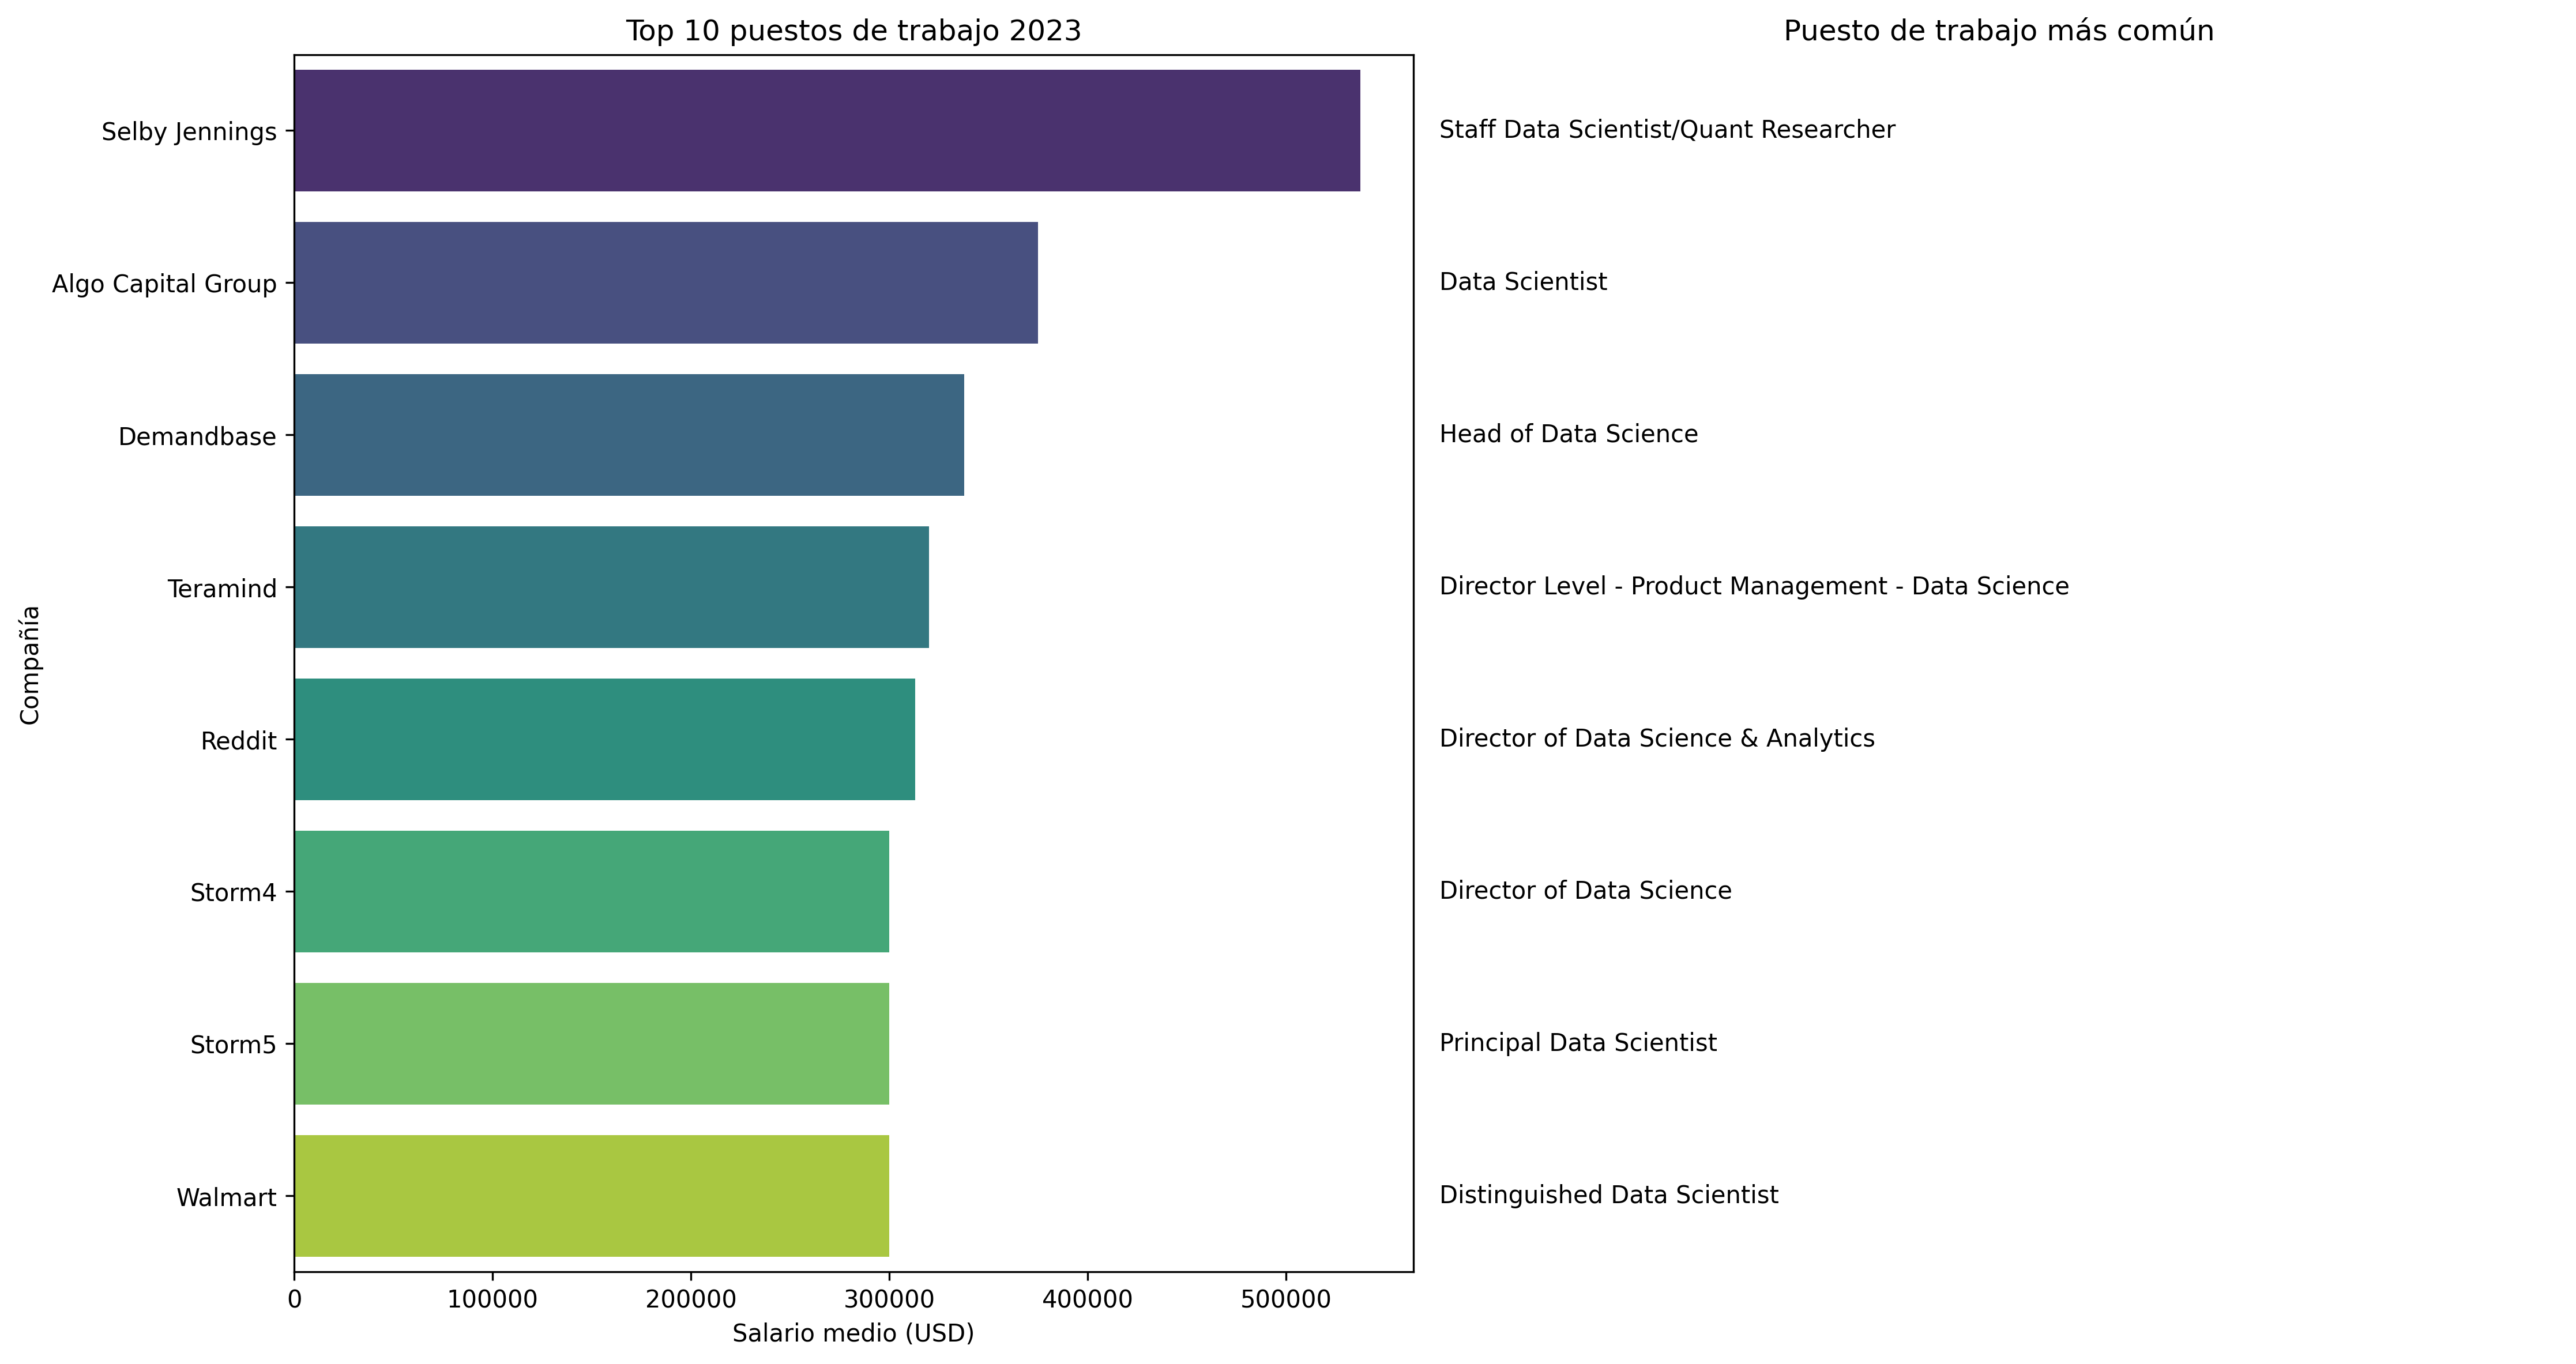 Top 10 puestos de trabajo 2023
Puesto de trabajo más común
Compañía
Selby Jennings
Staff Data Scientist/Quant Researcher
Algo Capital Group
Data Scientist
Demandbase
Head of Data Science
Teramind
Director Level - Product Management - Data Science
Reddit
Director of Data Science & Analytics
Storm4
Director of Data Science
Storm5
Principal Data Scientist
Walmart
Distinguished Data Scientist
0 100000 200000 300000 400000 500000
Salario medio (USD)